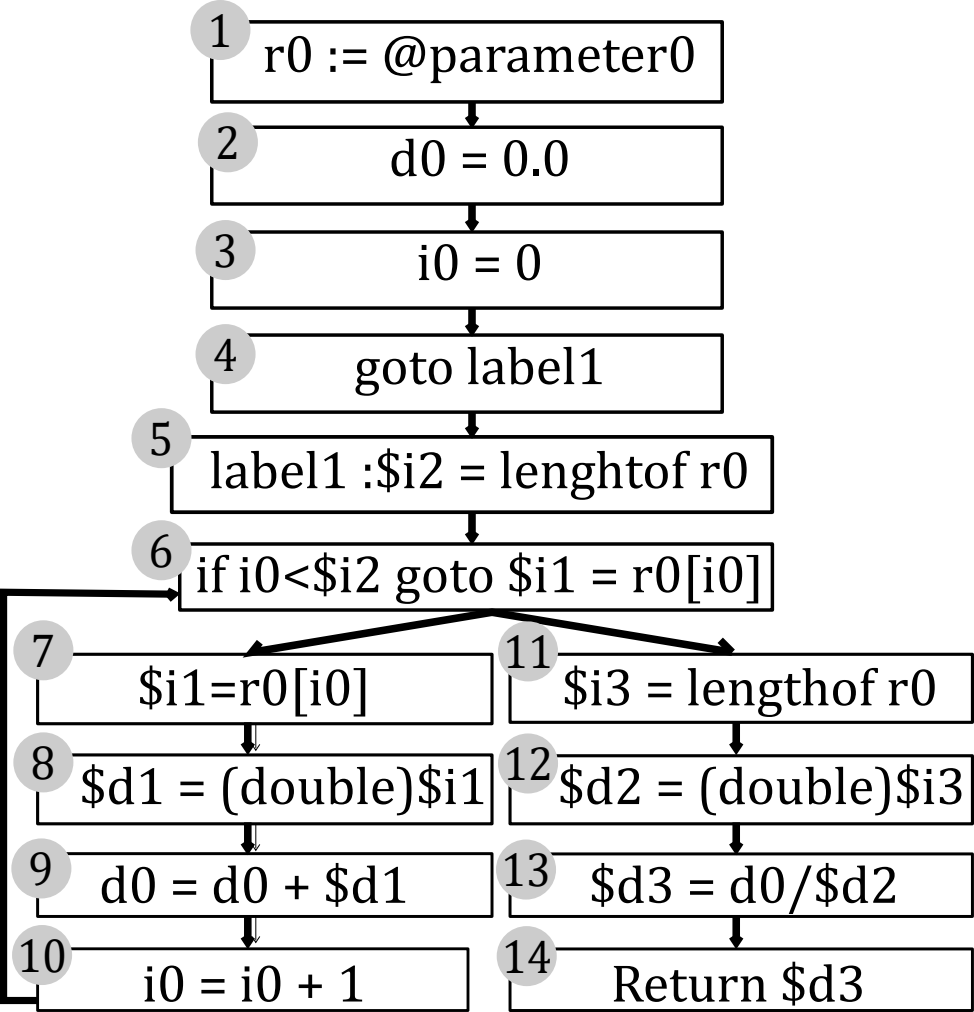 1
r0 := @parameter0
2
d0 = 0.0
3
i0 = 0
4
goto label1
5
label1 :$i2 = lenghtof r0
6
if i0<$i2 goto $i1 = r0[i0]
7
$i1=r0[i0]
8
$d1 = (double)$i1
9
d0 = d0 + $d1
10
i0 = i0 + 1
11
$i3 = lengthof r0
12
$d2 = (double)$i3
13
$d3 = d0/$d2
14
Return $d3